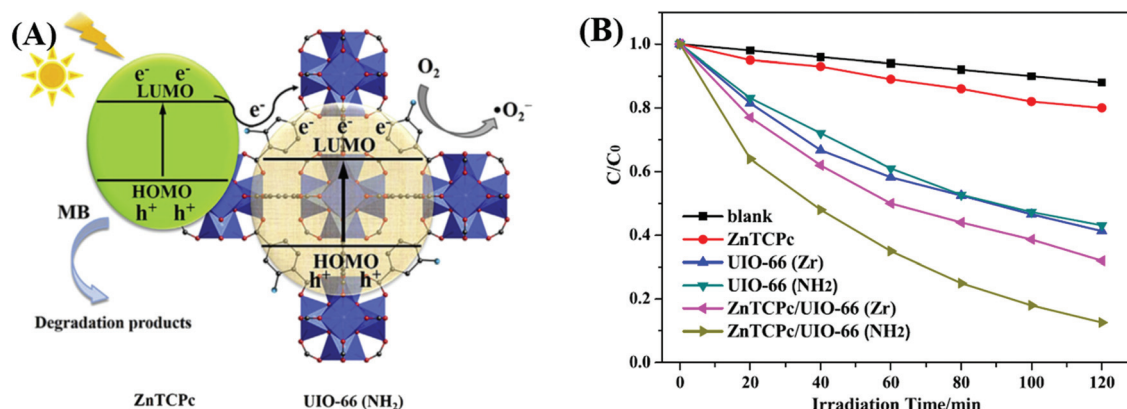 (A)
e⁻ e⁻
LUMO
e⁻
O₂
•O₂⁻
e⁻ e⁻ e⁻
LUMO
HOMO
h⁺ h⁺
MB
HOMO
h⁺ h⁺
Degradation products
ZnTCPc
UIO-66 (NH₂)
(B)
C/C₀
1.0
0.8
0.6
0.4
0.2
0.0
blank
ZnTCPc
UIO-66 (Zr)
UIO-66 (NH₂)
ZnTCPc/UIO-66 (Zr)
ZnTCPc/UIO-66 (NH₂)
0 20 40 60 80 100 120
Irradiation Time/min